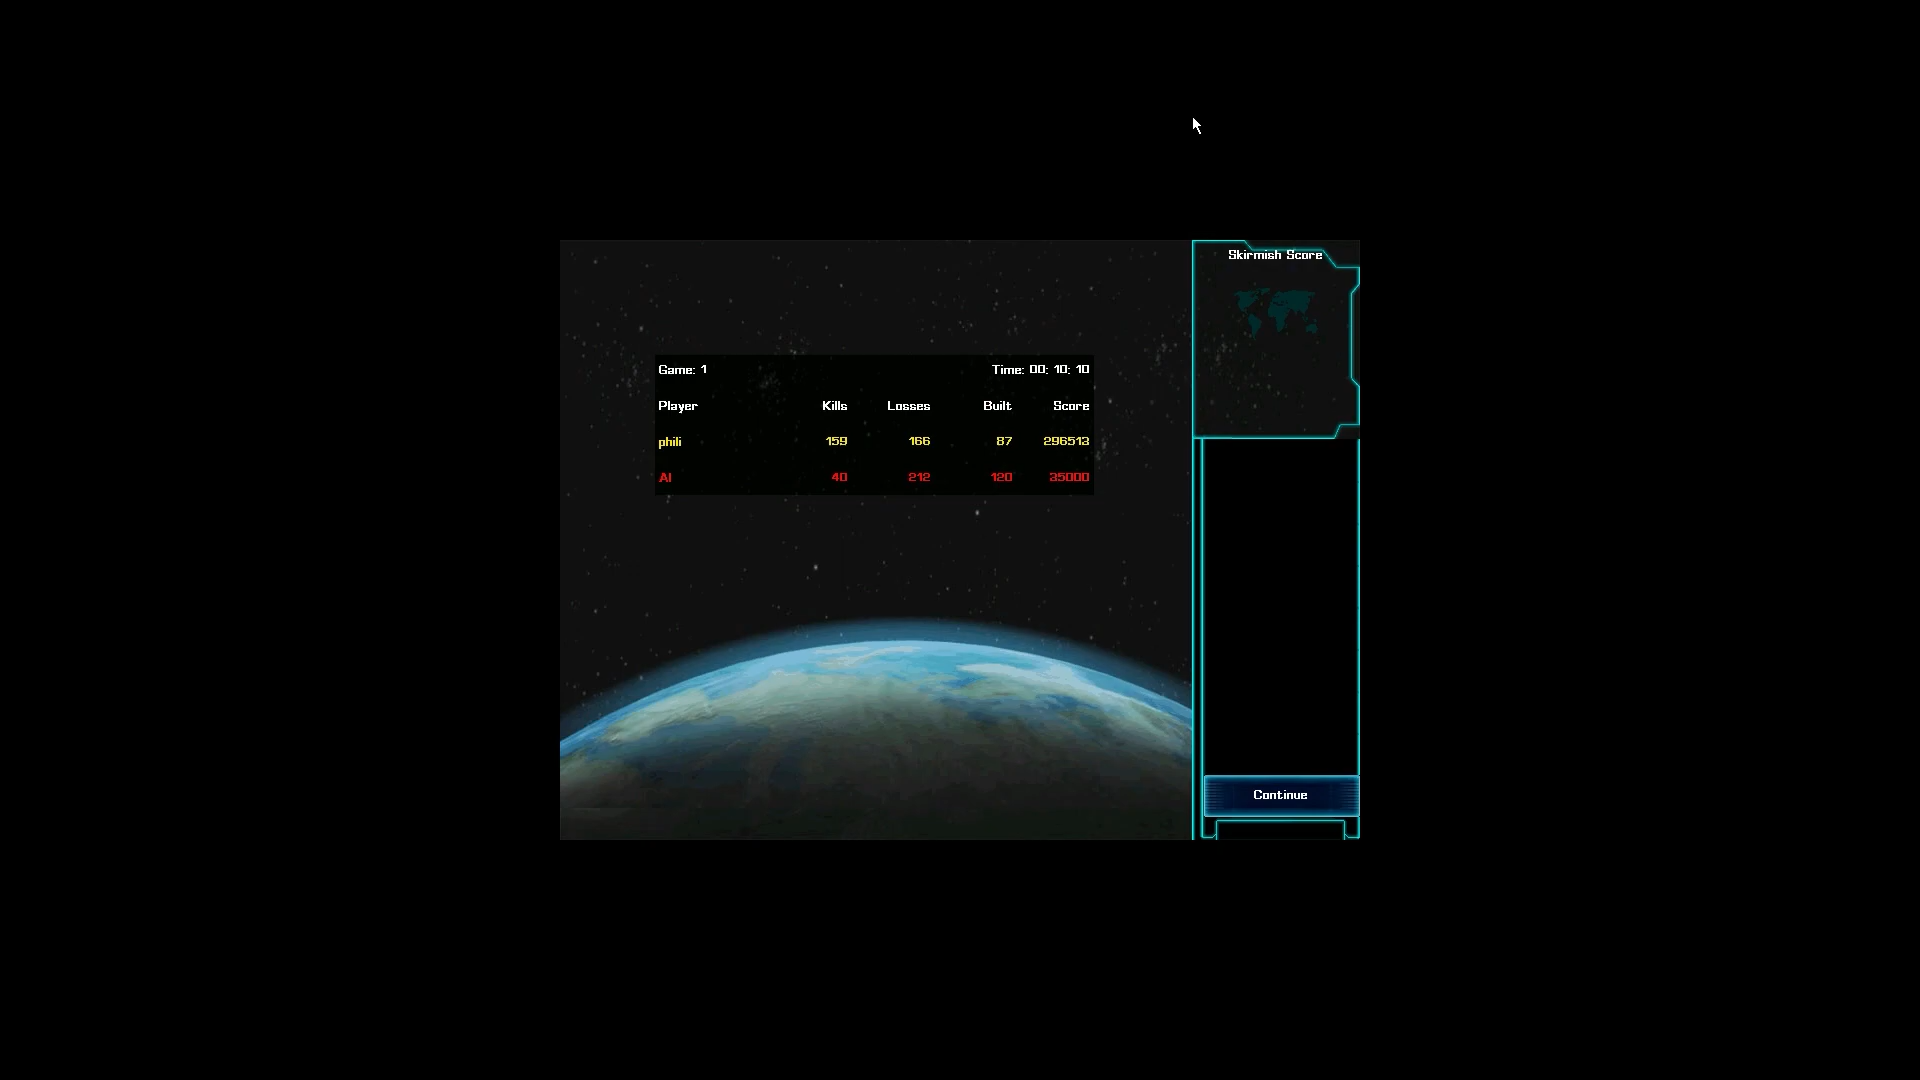 Skirmish Score
Game: 1 Time: 00: 10: 10
Player Kills Losses Built Score
phili 159 166 87 296513
AI 40 212 120 35000
Continue